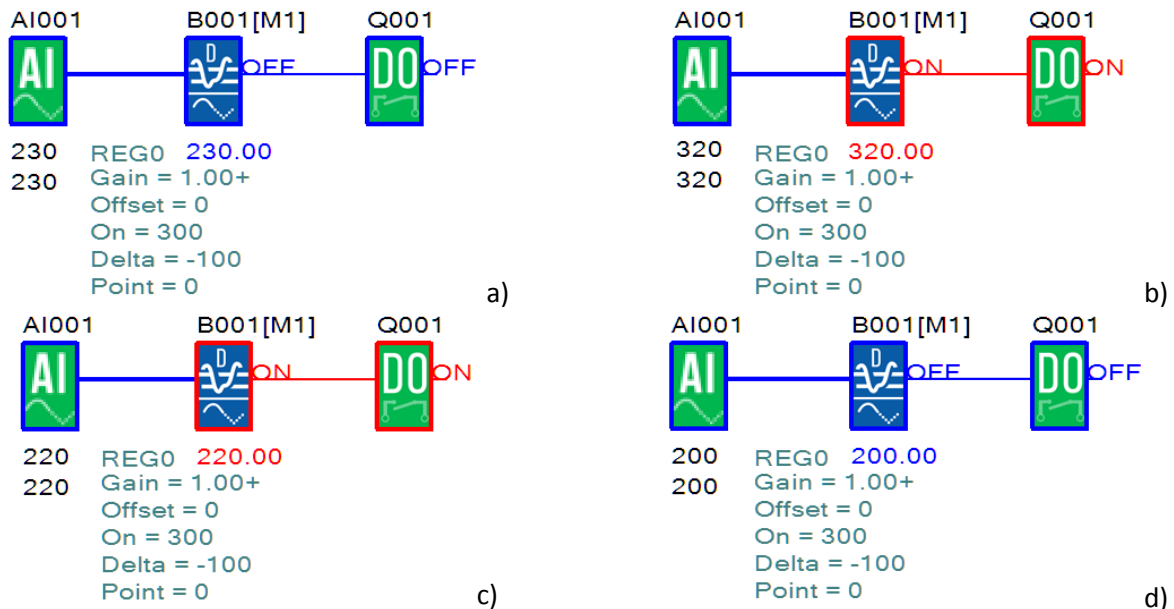 AI001 B001[M1] Q001
AI D OFF DO OFF
230 REG0 230.00
230 Gain = 1.00+
Offset = 0
On = 300
Delta = -100
Point = 0
a)
AI001 B001[M1] Q001
AI D ON DO ON
320 REG0 320.00
320 Gain = 1.00+
Offset = 0
On = 300
Delta = -100
Point = 0
b)
AI001 B001[M1] Q001
AI D ON DO ON
220 REG0 220.00
220 Gain = 1.00+
Offset = 0
On = 300
Delta = -100
Point = 0
c)
AI001 B001[M1] Q001
AI D OFF DO OFF
200 REG0 200.00
200 Gain = 1.00+
Offset = 0
On = 300
Delta = -100
Point = 0
d)